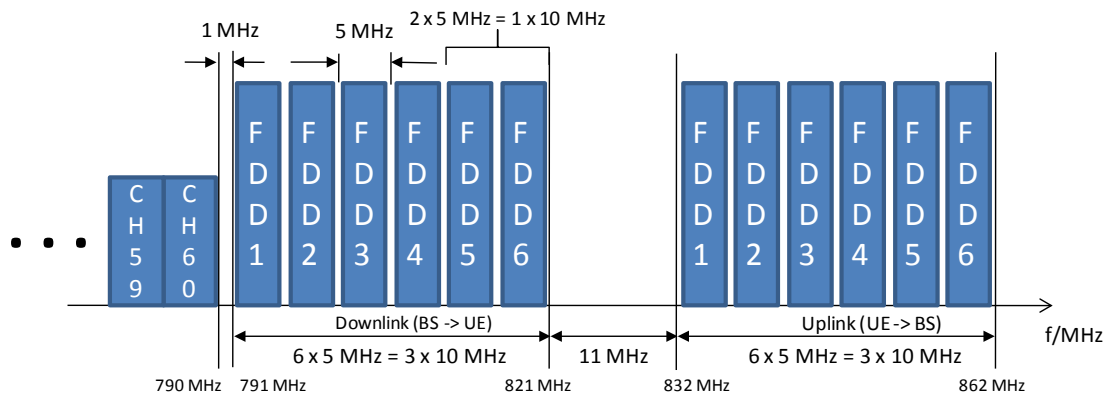 2 x 5 MHz = 1 x 10 MHz
1 MHz
5 MHz
CH59
CH60
FDD1
FDD2
FDD3
FDD4
FDD5
FDD6
FDD1
FDD2
FDD3
FDD4
FDD5
FDD6
Downlink (BS -> UE)
Uplink (UE -> BS)
f/MHz
6 x 5 MHz = 3 x 10 MHz
11 MHz
6 x 5 MHz = 3 x 10 MHz
790 MHz
791 MHz
821 MHz
832 MHz
862 MHz